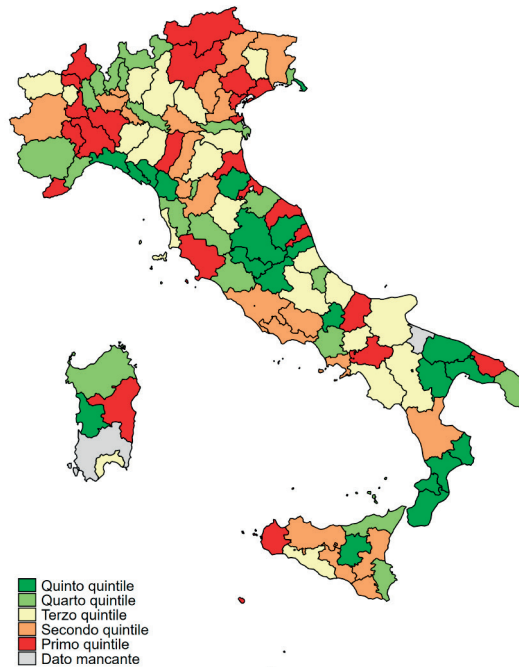 Quinto quintile
Quarto quintile
Terzo quintile
Secondo quintile
Primo quintile
Dato mancante